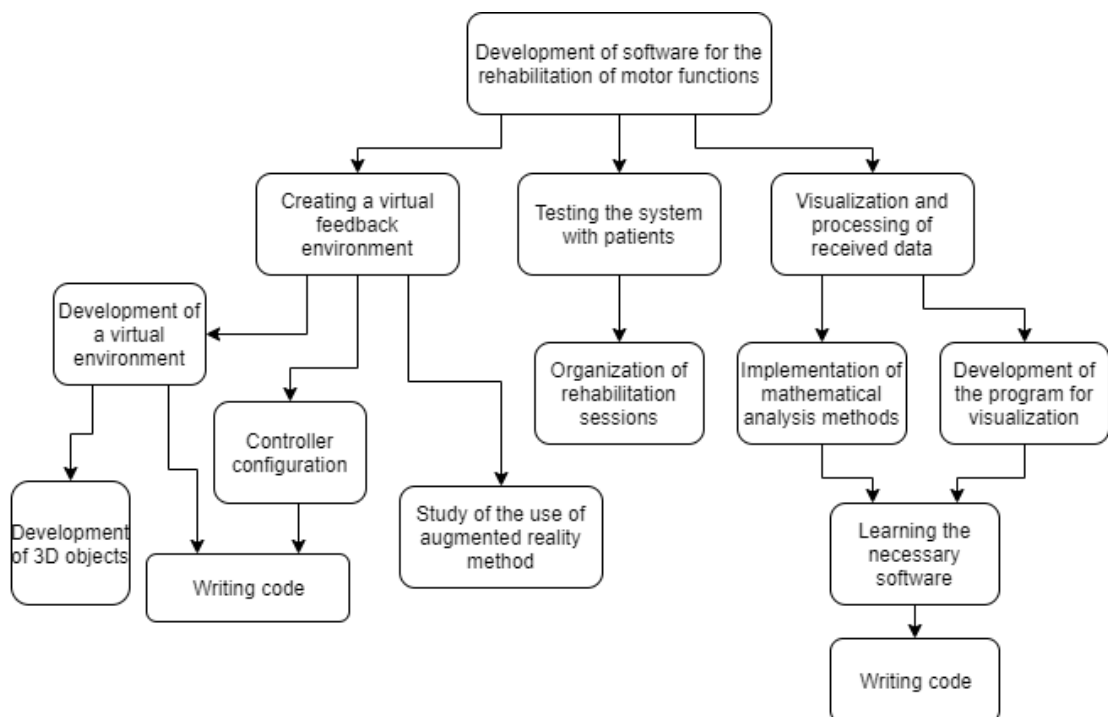 Development of software for the
rehabilitation of motor functions
Creating a virtual
feedback
environment
Testing the system
with patients
Visualization and
processing of
received data
Development of
a virtual
environment
Organization of
rehabilitation
sessions
Implementation of
mathematical
analysis methods
Development of
the program for
visualization
Controller
configuration
Development
of 3D objects
Study of the use of
augmented reality
method
Learning the
necessary
software
Writing code
Writing code